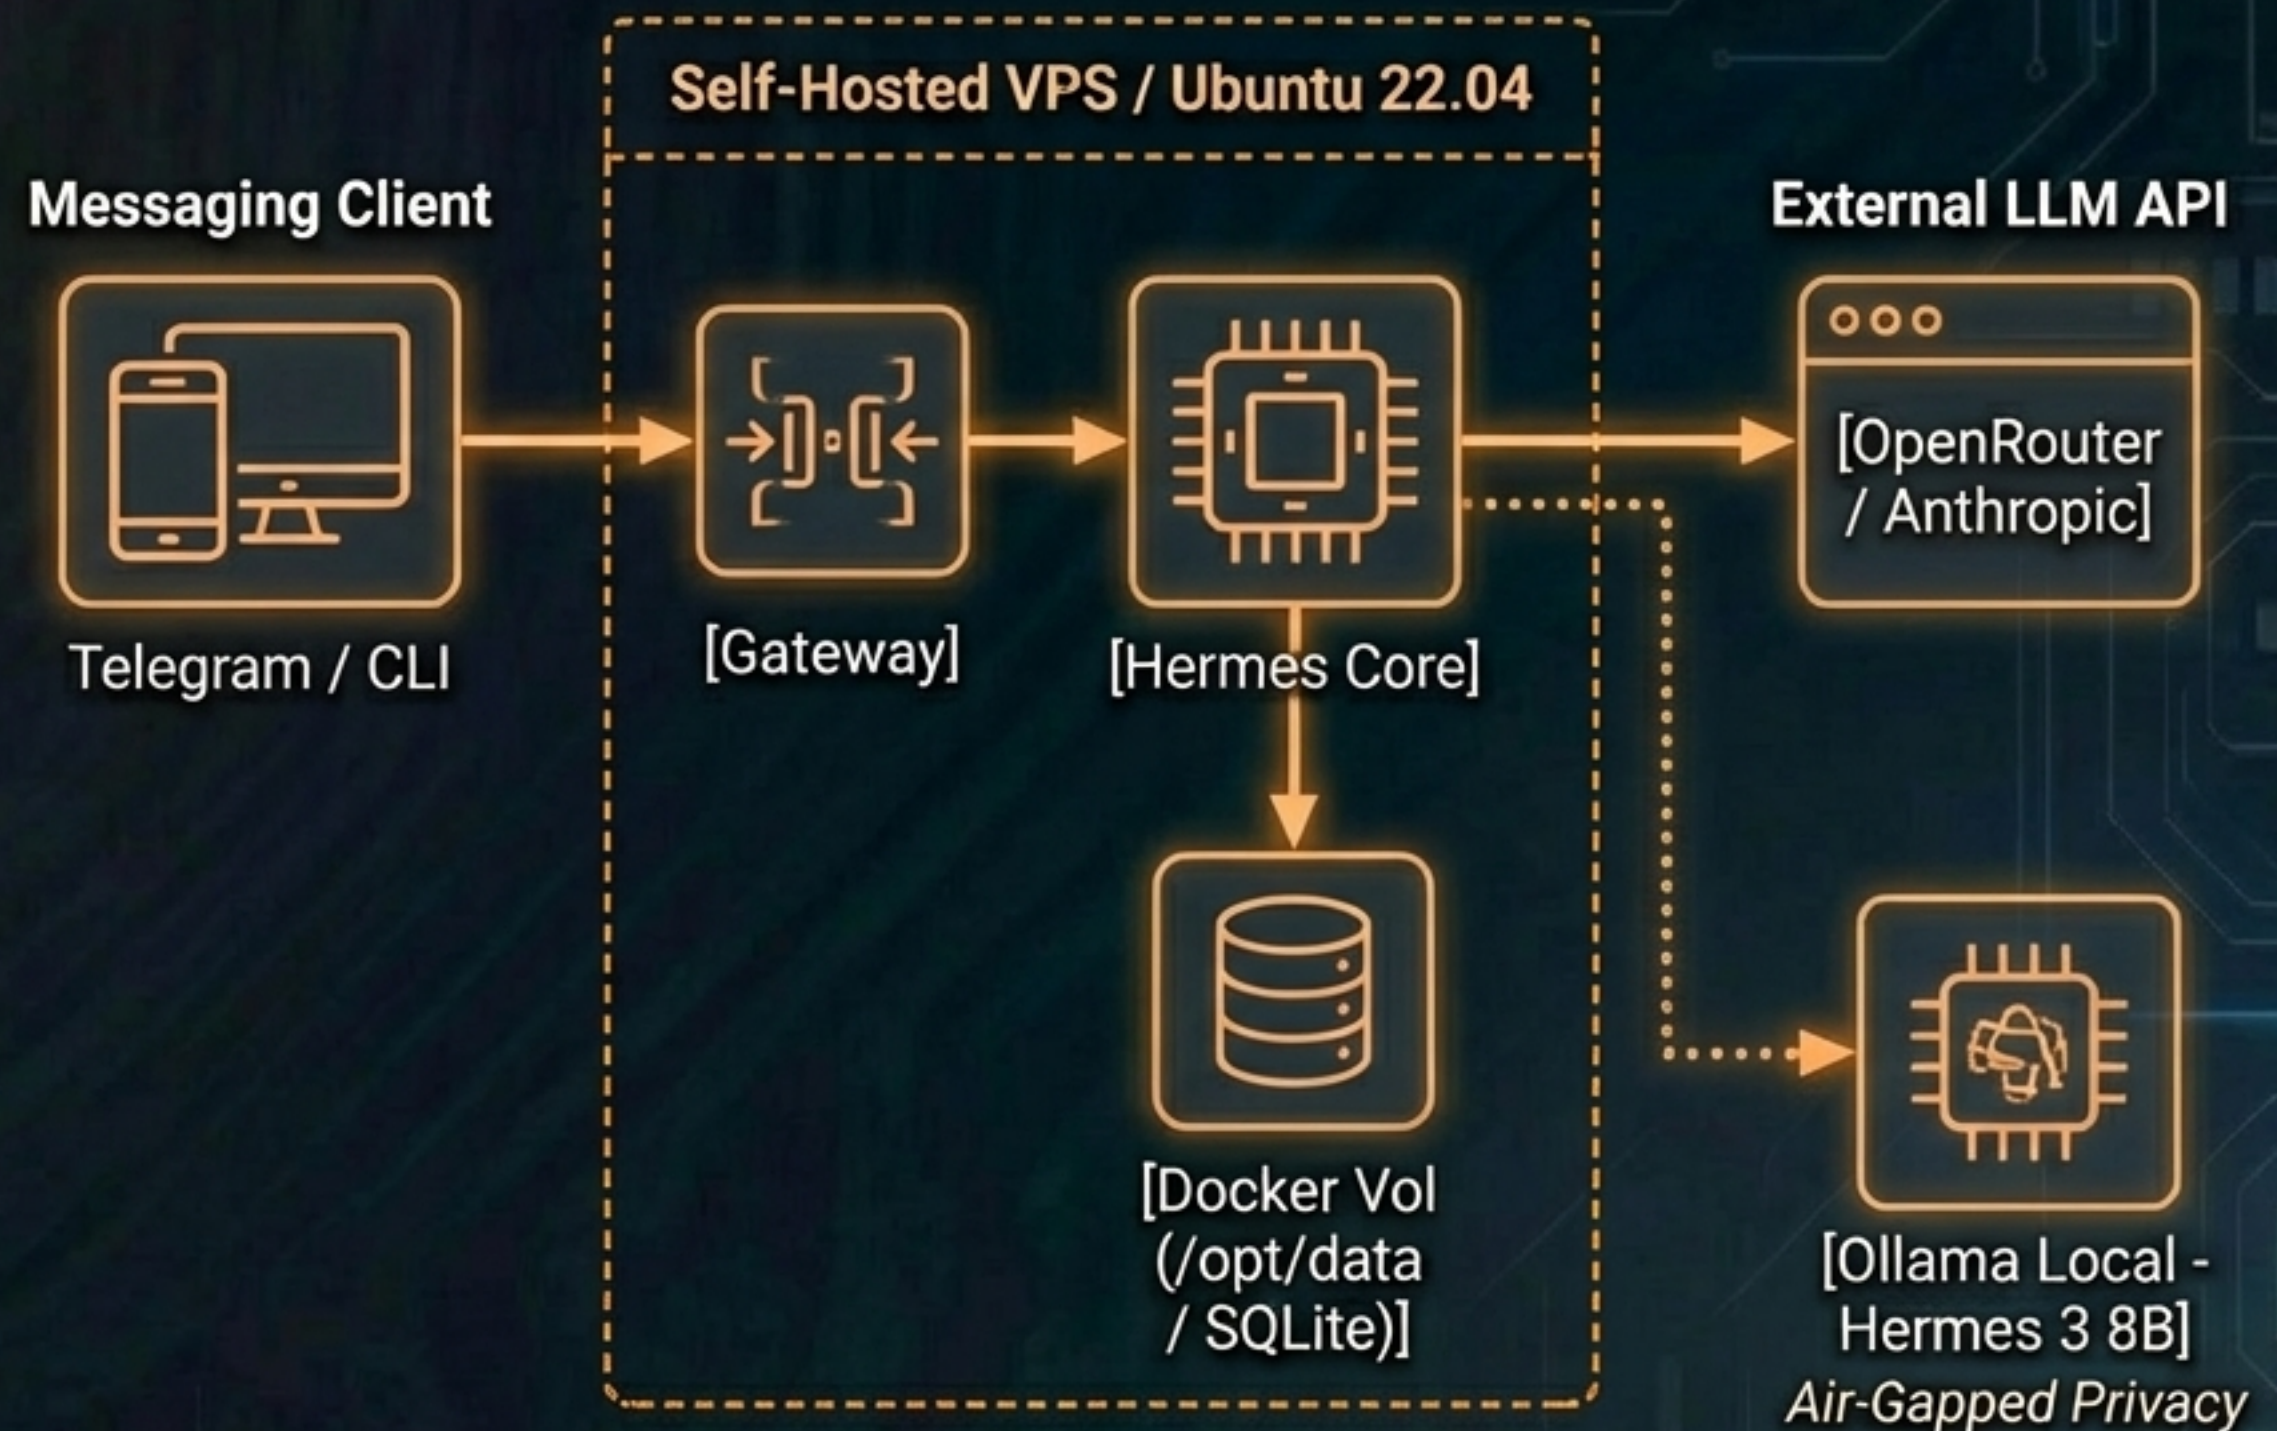 Self-Hosted VPS / Ubuntu 22.04
Messaging Client
External LLM API
[OpenRouter
/ Anthropic]
Telegram / CLI
[Gateway]
[Hermes Core]
[Docker Vol
(/opt/data
/ SQLite)]
[Ollama Local -
Hermes 3 8B]
Air-Gapped Privacy